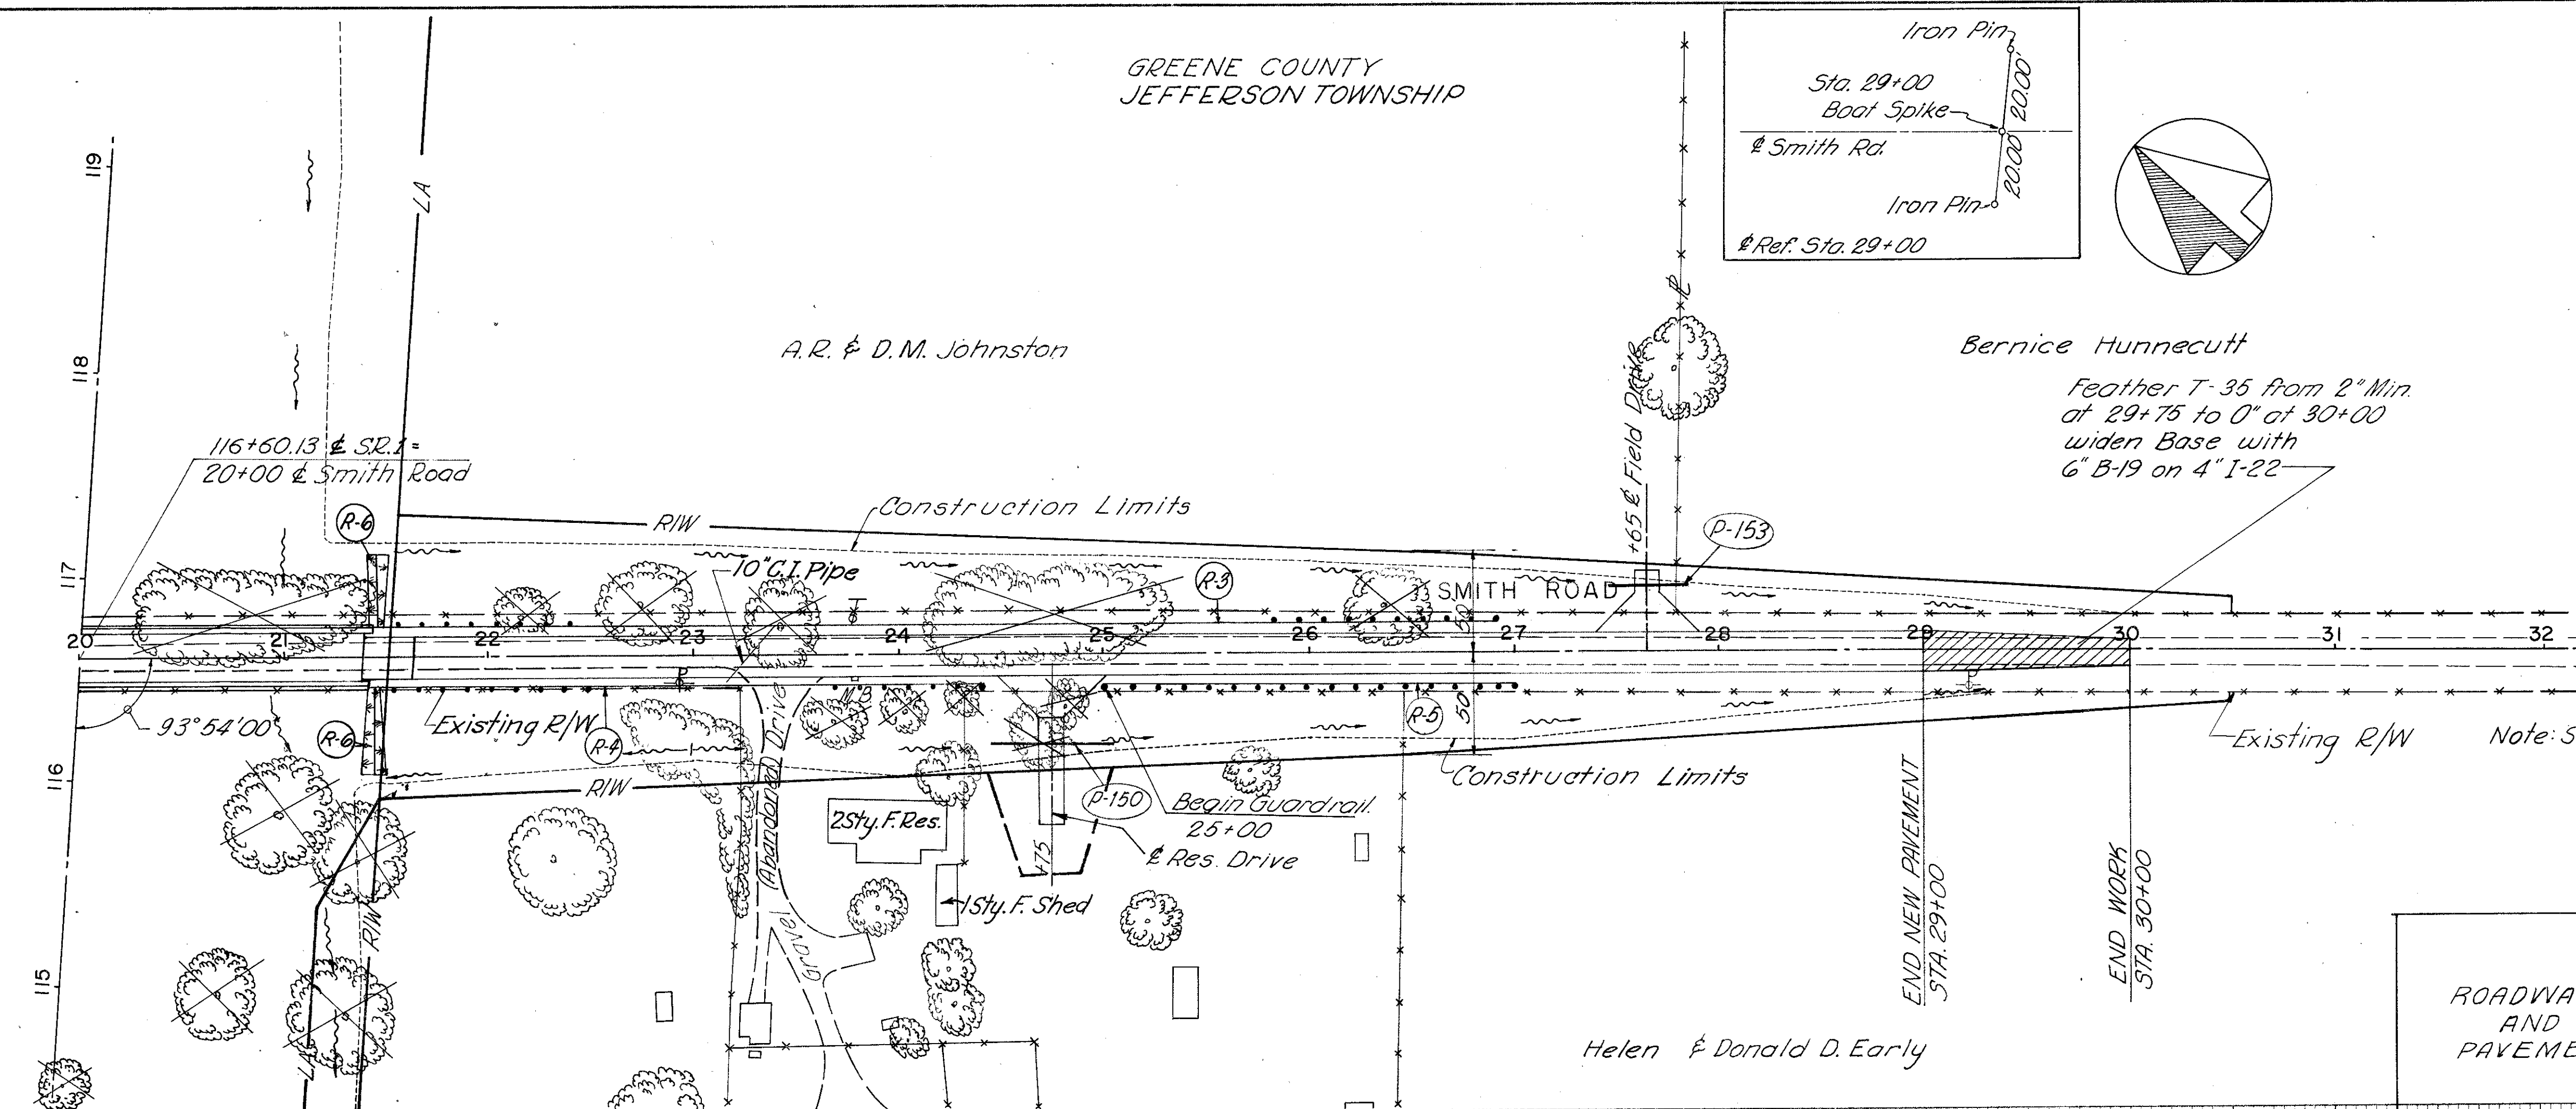 GREENE COUNTY
JEFFERSON TOWNSHIP
Iron Pin
Sta. 29+00
Boat Spike
20.00'
20.00'
℄ Smith Rd.
Iron Pin
℄ Ref. Sta. 29+00
LA
119
118
117
116
115
A.R. & D.M. Johnston
Bernice Hunnecutt
Feather T-35 from 2" Min.
at 29+75 to 0" at 30+00
widen Base with
6" B-19 on 4" I-22
116+60.13 ℄ S.R.1 =
20+00 ℄ Smith Road
R-6
R/W
Construction Limits
+65 ℄ Field Drive
P-153
10" C.I. Pipe
R-3
SMITH ROAD
50
20
21
22
23
24
25
26
27
28
29
30
31
32
93°54'00"
R-6
Existing R/W
R-4
M.B.
R-5
50
Existing R/W
Note: S
R/W
Construction Limits
P-150
Begin Guardrail
25+00
℄ Res. Drive
2 Sty. F. Res.
(Abandoned) Drive
Gravel
+75
1 Sty. F. Shed
END NEW PAVEMENT
STA. 29+00
END WORK
STA. 30+00
R/W
LA
Helen & Donald D. Early
ROADWA
AND
PAVEME